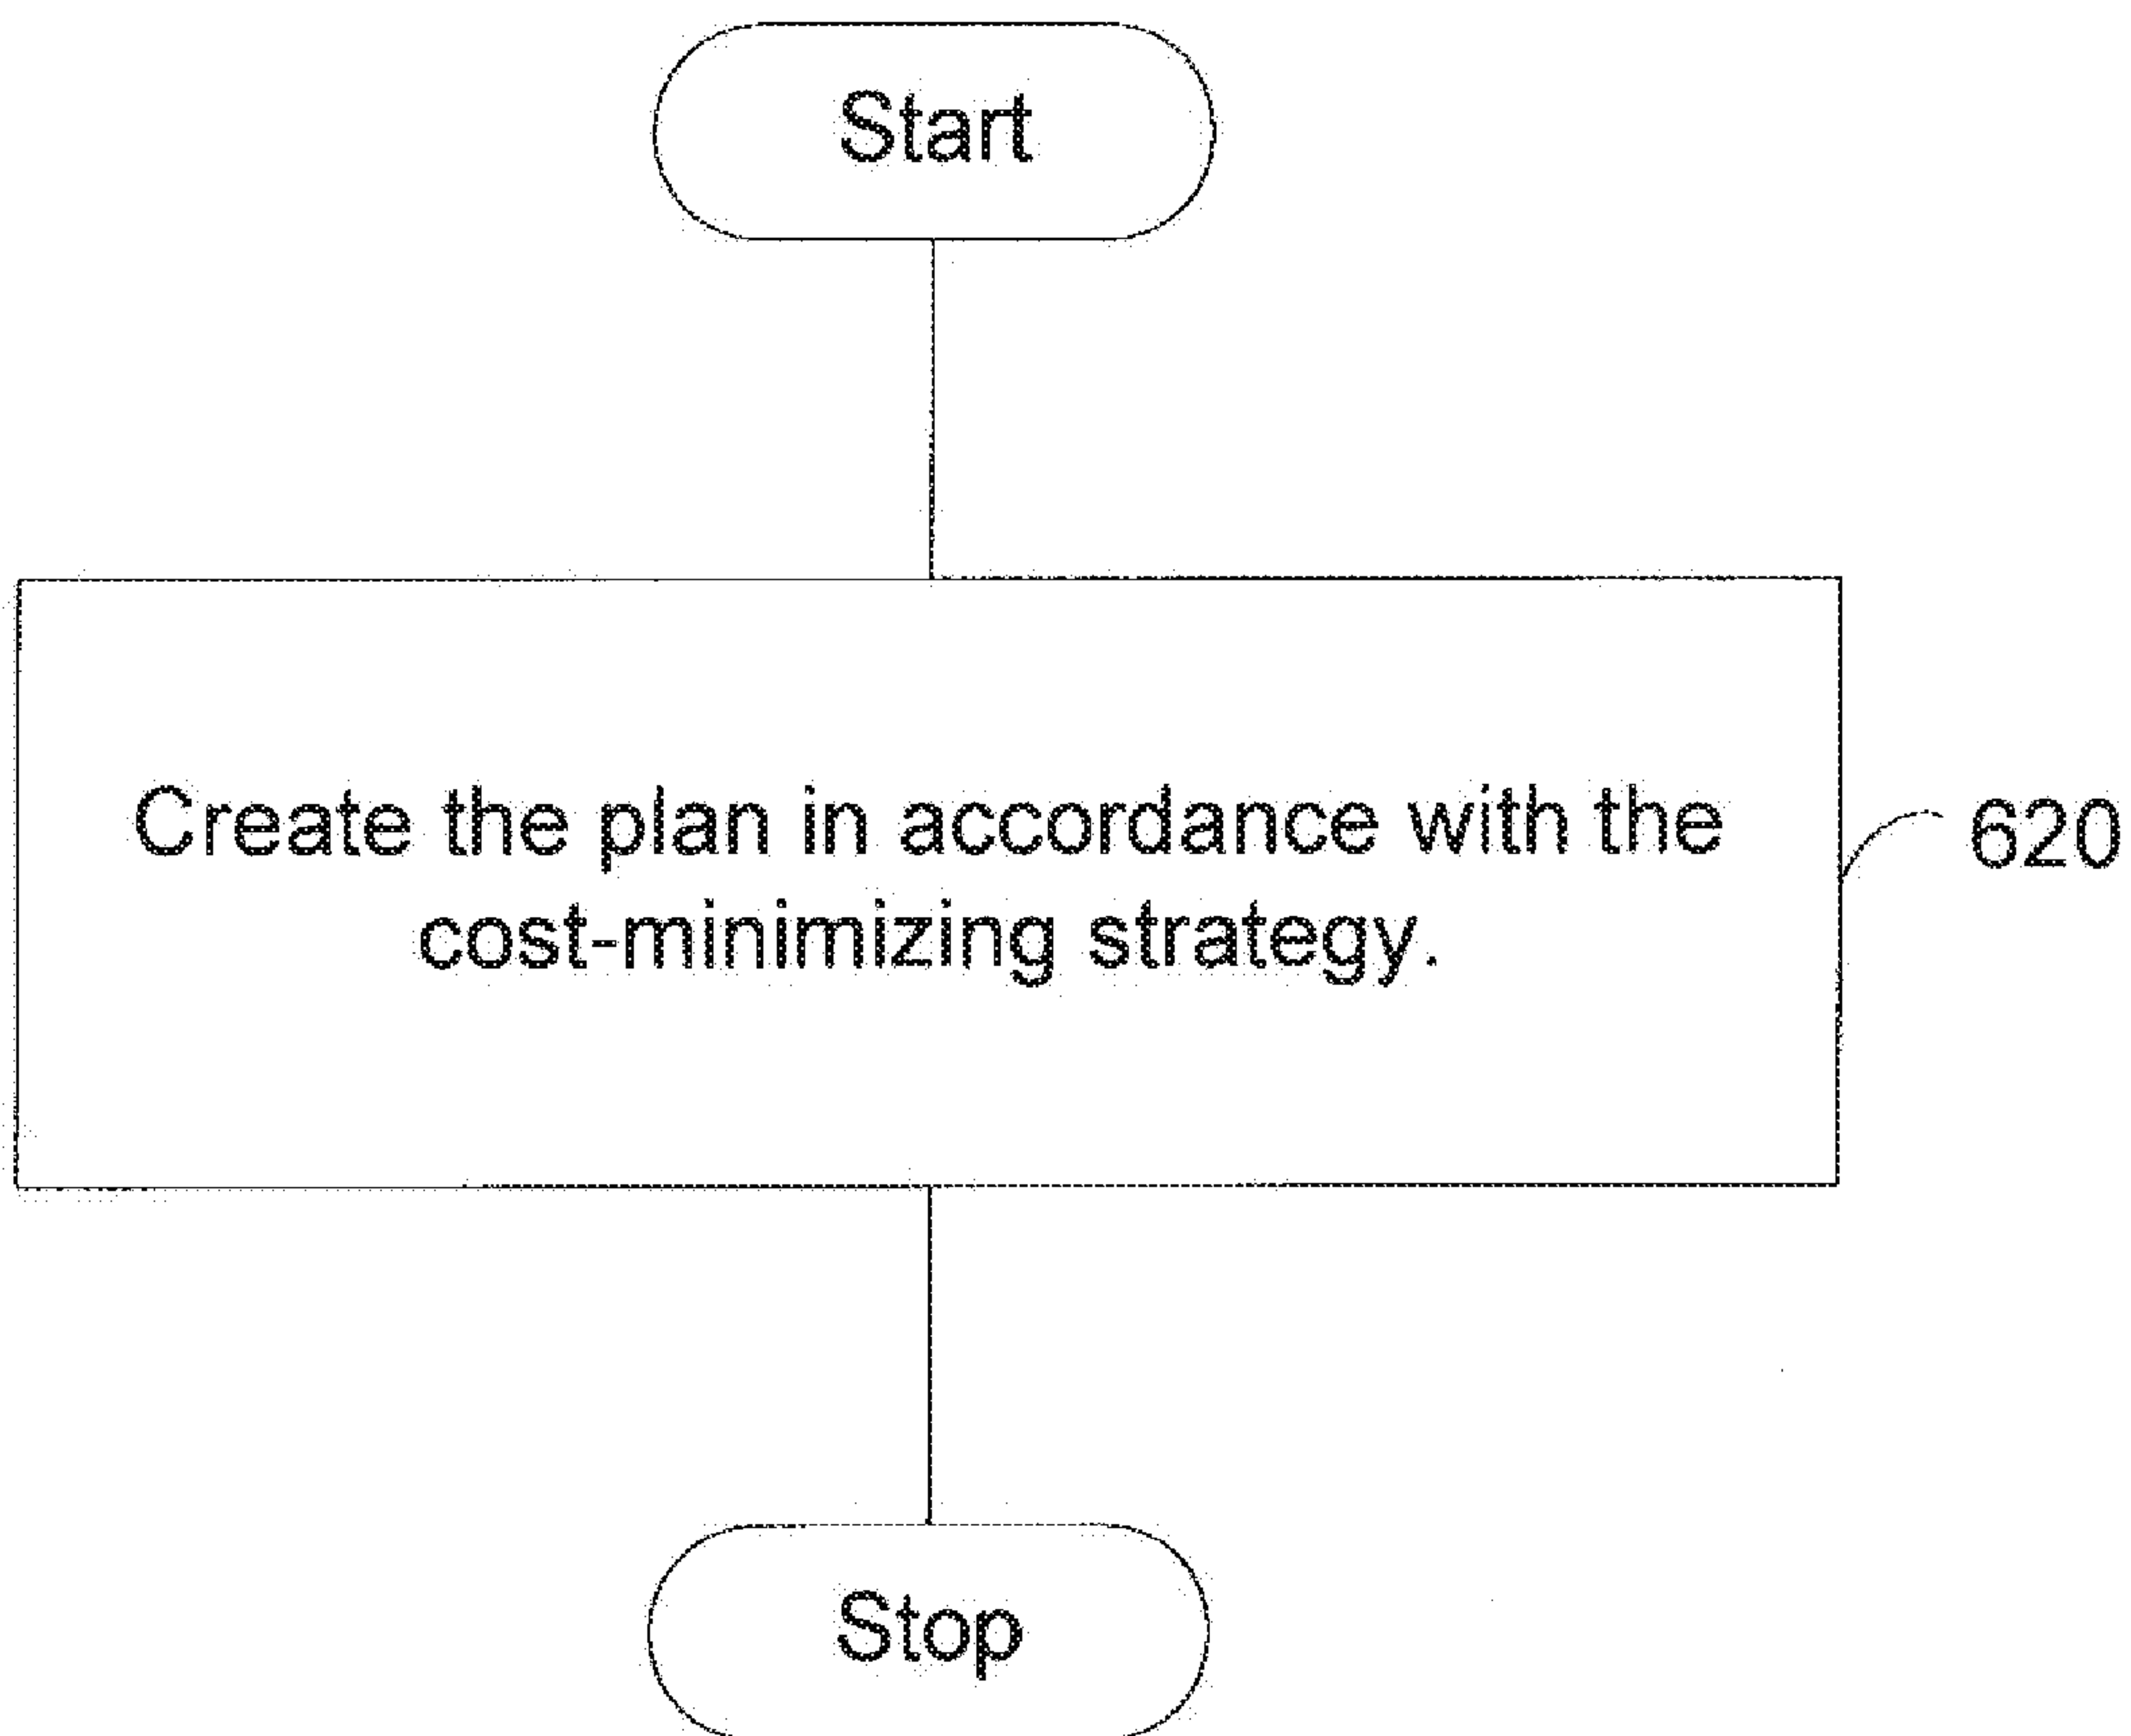 Start
Create the plan in accordance with the
cost-minimizing strategy.
620
Stop